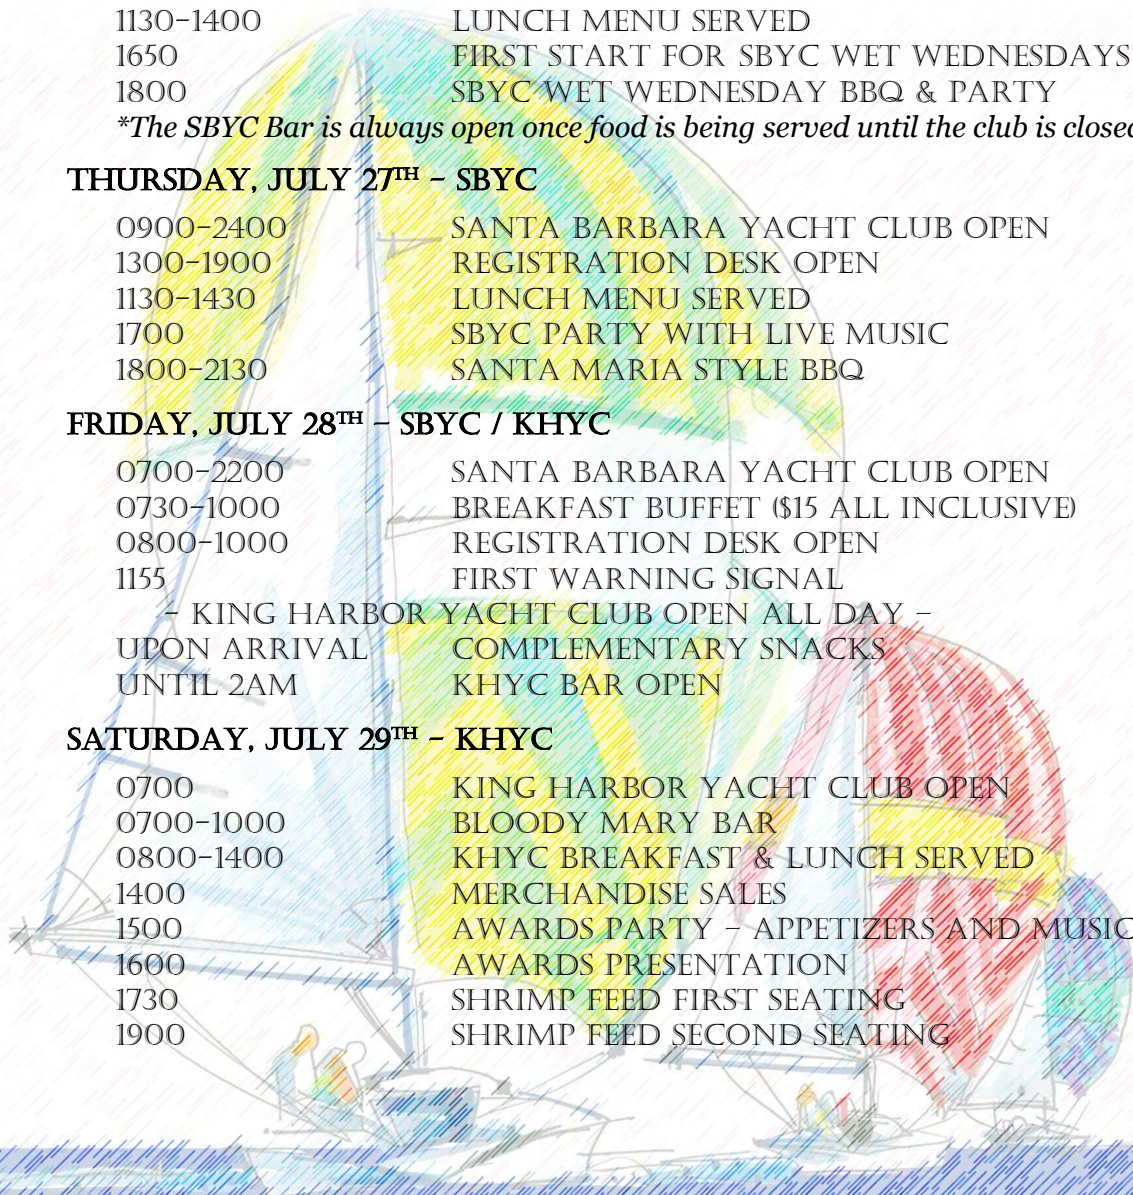 1130-1400 LUNCH MENU SERVED
1650 FIRST START FOR SBYC WET WEDNESDAYS
1800 SBYC WET WEDNESDAY BBQ & PARTY
*The SBYC Bar is always open once food is being served until the club is closed
THURSDAY, JULY 27TH – SBYC
0900-2400 SANTA BARBARA YACHT CLUB OPEN
1300-1900 REGISTRATION DESK OPEN
1130-1430 LUNCH MENU SERVED
1700 SBYC PARTY WITH LIVE MUSIC
1800-2130 SANTA MARIA STYLE BBQ
FRIDAY, JULY 28TH – SBYC / KHYC
0700-2200 SANTA BARBARA YACHT CLUB OPEN
0730-1000 BREAKFAST BUFFET ($15 ALL INCLUSIVE)
0800-1000 REGISTRATION DESK OPEN
1155 FIRST WARNING SIGNAL
– KING HARBOR YACHT CLUB OPEN ALL DAY –
UPON ARRIVAL COMPLEMENTARY SNACKS
UNTIL 2AM KHYC BAR OPEN
SATURDAY, JULY 29TH – KHYC
0700 KING HARBOR YACHT CLUB OPEN
0700-1000 BLOODY MARY BAR
0800-1400 KHYC BREAKFAST & LUNCH SERVED
1400 MERCHANDISE SALES
1500 AWARDS PARTY – APPETIZERS AND MUSIC
1600 AWARDS PRESENTATION
1730 SHRIMP FEED FIRST SEATING
1900 SHRIMP FEED SECOND SEATING